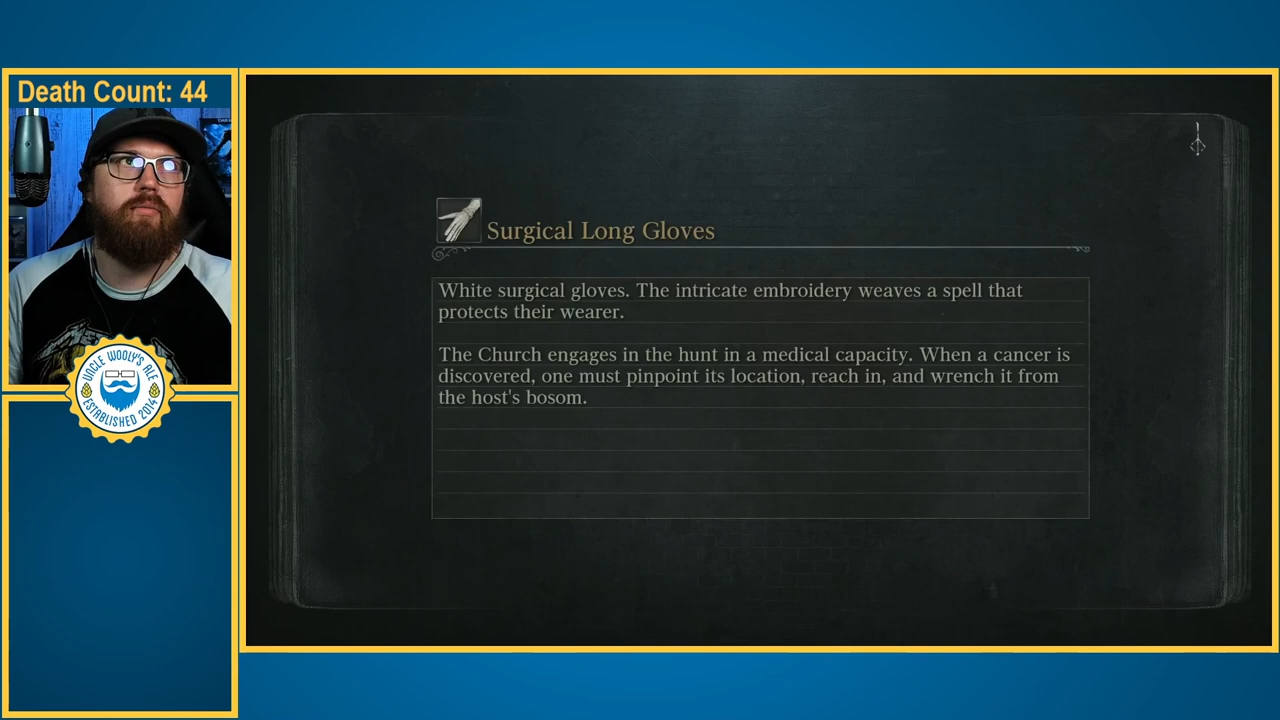 Death Count: 44
Surgical Long Gloves
White surgical gloves. The intricate embroidery weaves a spell that
protects their wearer.
The Church engages in the hunt in a medical capacity. When a cancer is
discovered, one must pinpoint its location, reach in, and wrench it from
the host's bosom.
UNCLE WOOLY'S ALE
ESTABLISHED 2014